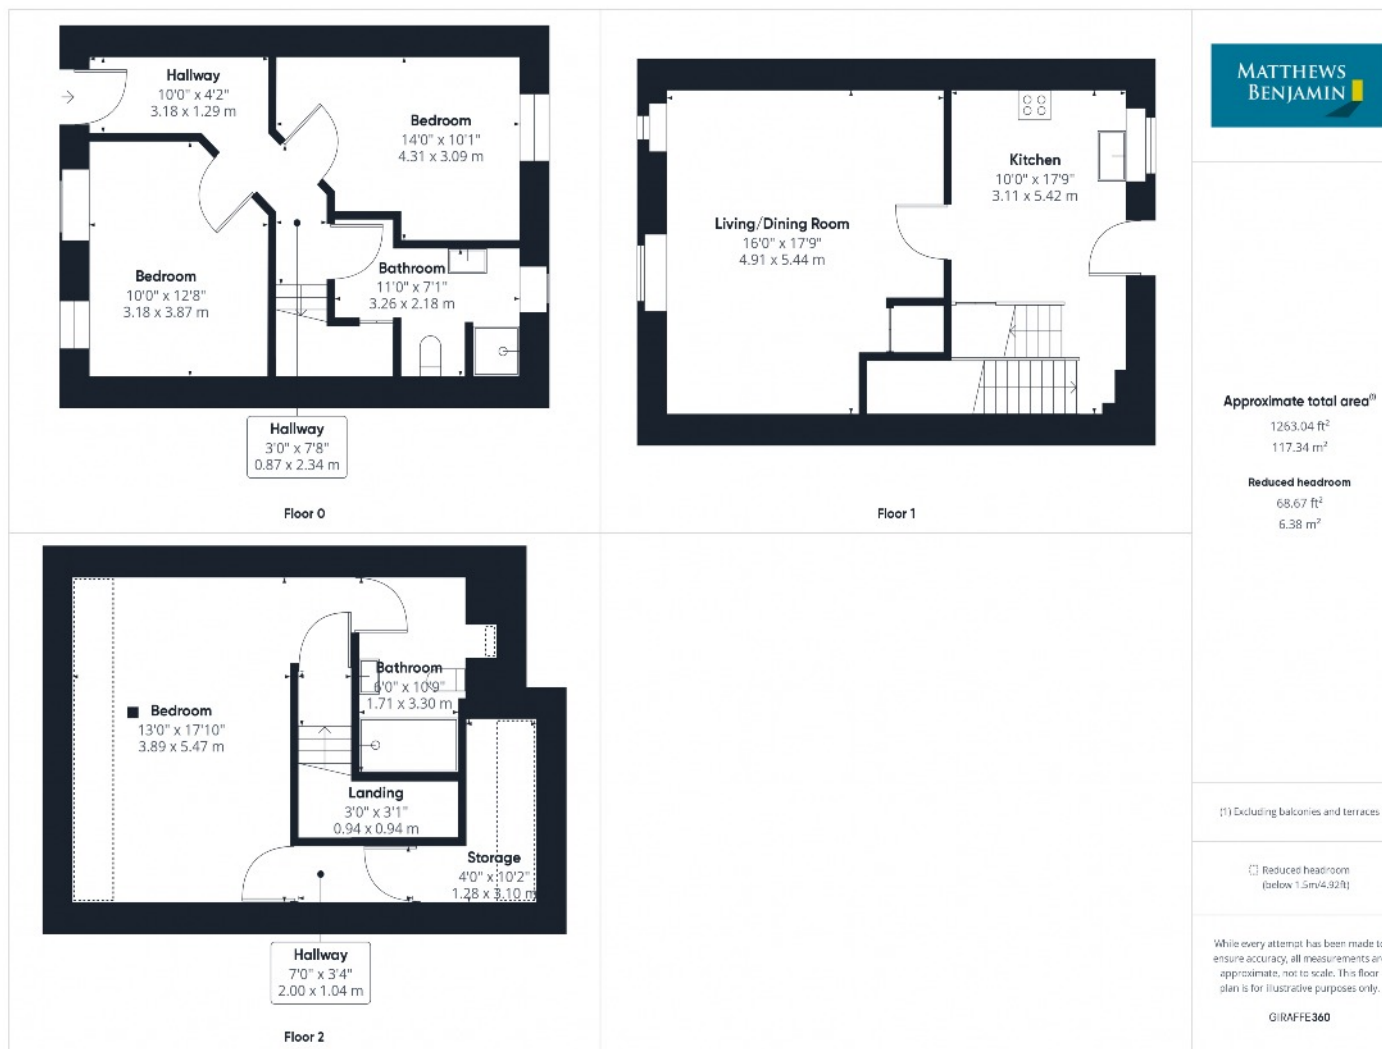 Hallway
10'0" x 4'2"
3.18 x 1.29 m
Bedroom
14'0" x 10'1"
4.31 x 3.09 m
Bedroom
10'0" x 12'8"
3.18 x 3.87 m
Bathroom
11'0" x 7'1"
3.26 x 2.18 m
Hallway
3'0" x 7'8"
0.87 x 2.34 m
Floor 0
Living/Dining Room
16'0" x 17'9"
4.91 x 5.44 m
Kitchen
10'0" x 17'9"
3.11 x 5.42 m
Floor 1
Bedroom
13'0" x 17'10"
3.89 x 5.47 m
Bathroom
6'0" x 10'9"
1.71 x 3.30 m
Landing
3'0" x 3'1"
0.94 x 0.94 m
Storage
4'0" x 10'2"
1.28 x 3.10 m
Hallway
7'0" x 3'4"
2.00 x 1.04 m
Floor 2
MATTHEWS
BENJAMIN
Approximate total area⁽¹⁾
1263.04 ft²
117.34 m²
Reduced headroom
68.67 ft²
6.38 m²
(1) Excluding balconies and terraces
Reduced headroom
(below 1.5m/4.92ft)
While every attempt has been made to
ensure accuracy, all measurements are
approximate, not to scale. This floor
plan is for illustrative purposes only.
GIRAFFE360